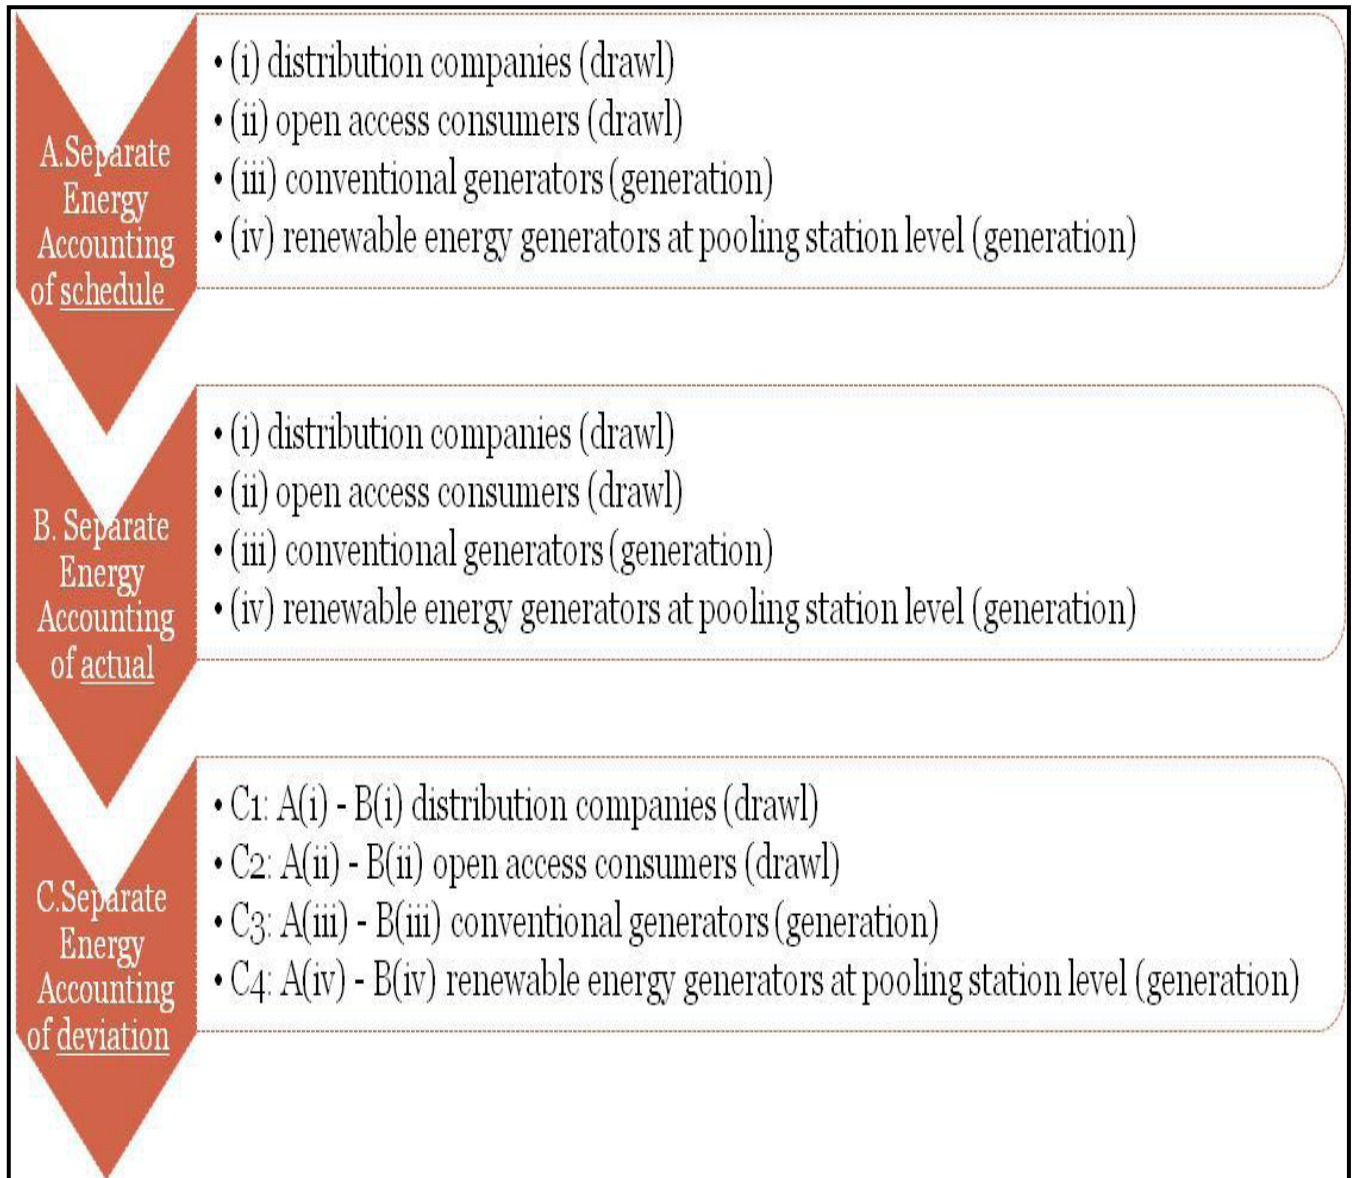 A.Separate
Energy
Accounting
of schedule
• (i) distribution companies (drawl)
• (ii) open access consumers (drawl)
• (iii) conventional generators (generation)
• (iv) renewable energy generators at pooling station level (generation)
B. Separate
Energy
Accounting
of actual
• (i) distribution companies (drawl)
• (ii) open access consumers (drawl)
• (iii) conventional generators (generation)
• (iv) renewable energy generators at pooling station level (generation)
C.Separate
Energy
Accounting
of deviation
• C1: A(i) - B(i) distribution companies (drawl)
• C2: A(ii) - B(ii) open access consumers (drawl)
• C3: A(iii) - B(iii) conventional generators (generation)
• C4: A(iv) - B(iv) renewable energy generators at pooling station level (generation)